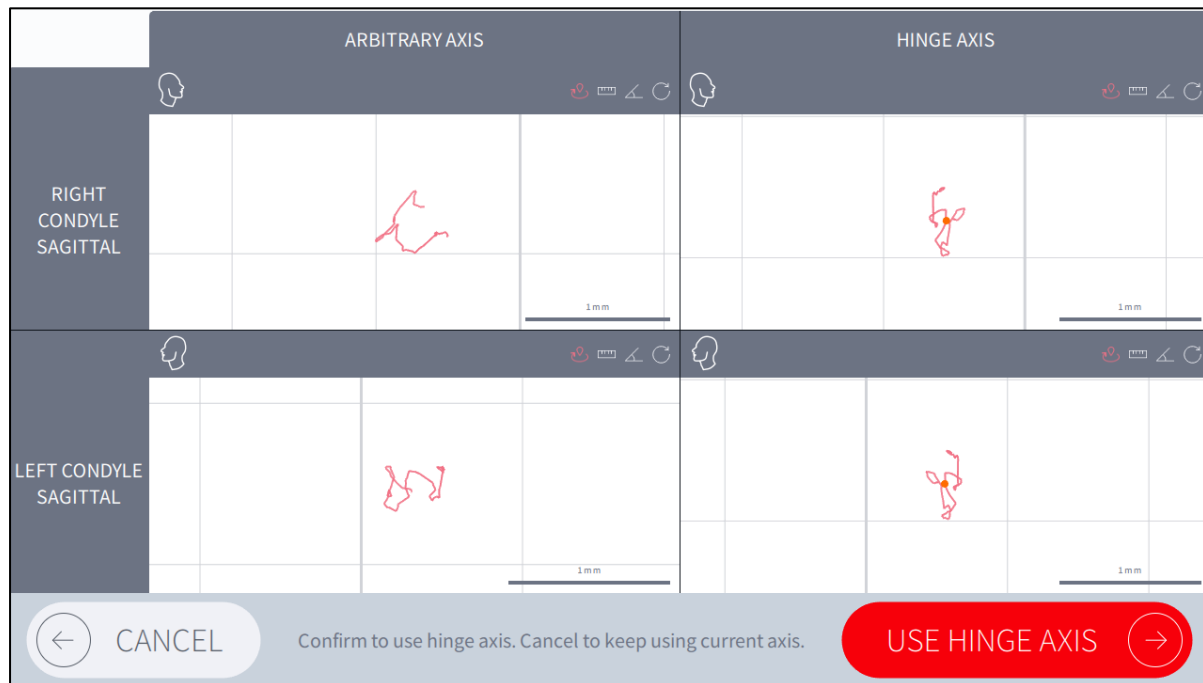 ARBITRARY AXIS
HINGE AXIS
RIGHT
CONDYLE
SAGITTAL
1mm
1mm
LEFT CONDYLE
SAGITTAL
1mm
1mm
CANCEL
Confirm to use hinge axis. Cancel to keep using current axis.
USE HINGE AXIS